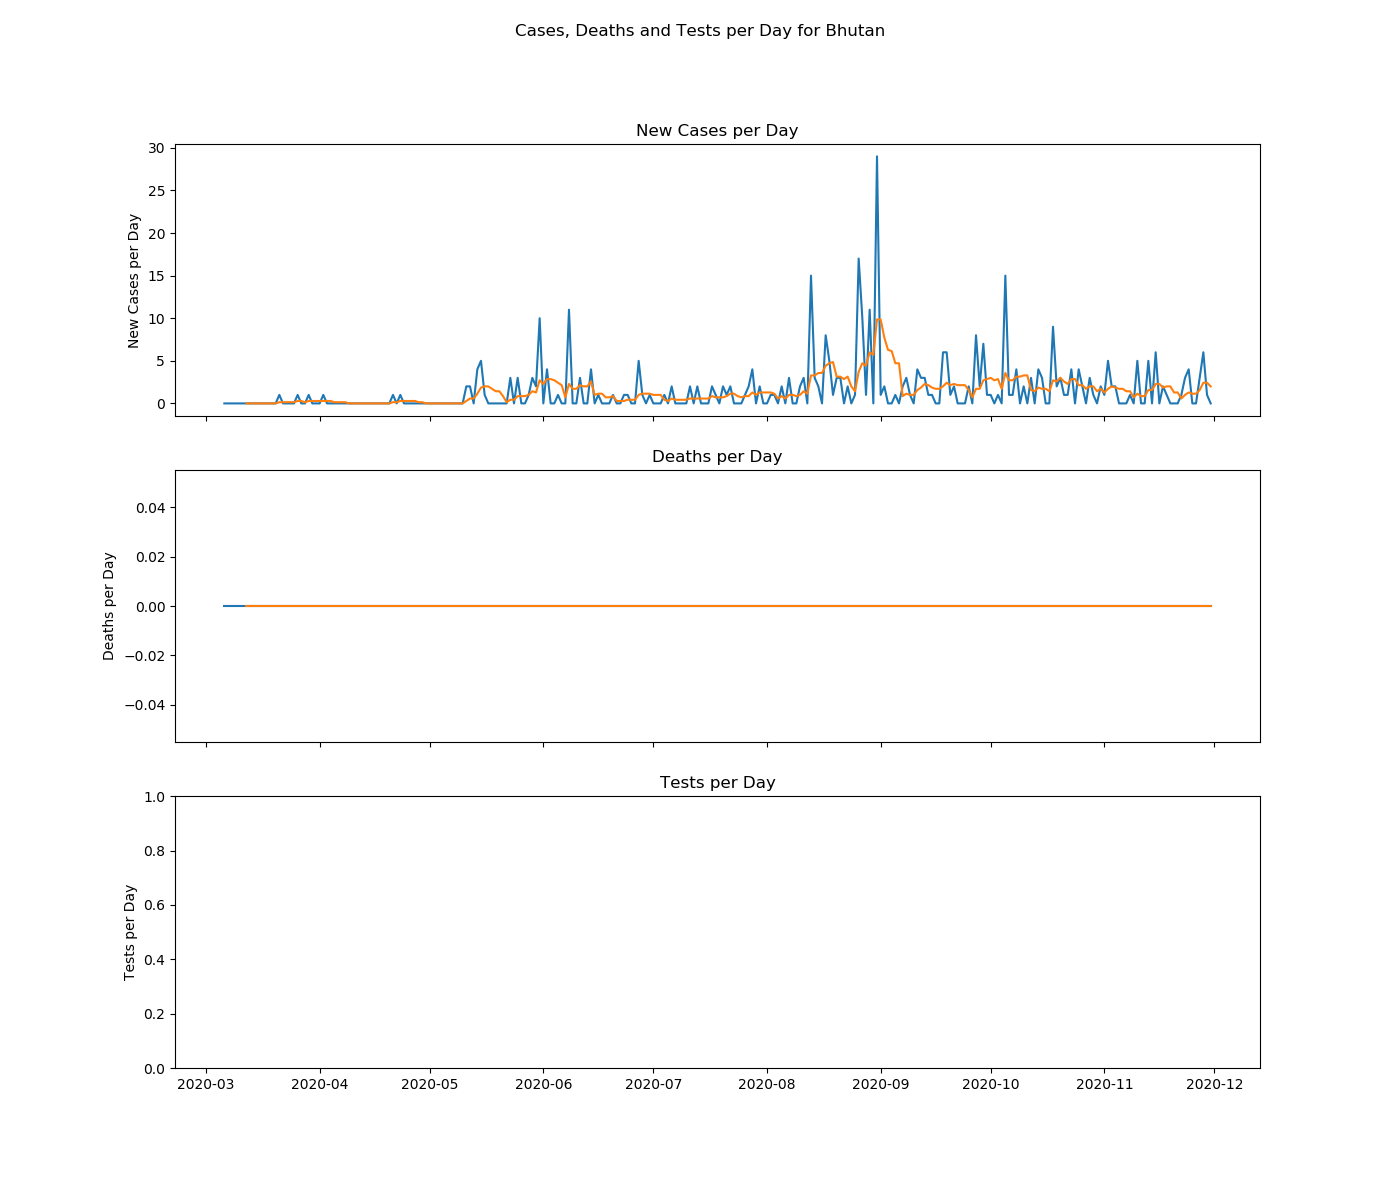 Cases, Deaths and Tests per Day for Bhutan
New Cases per Day
30
25
20
15
10
5
0
New Cases per Day
Deaths per Day
0.04
0.02
0.00
−0.02
−0.04
Deaths per Day
Tests per Day
1.0
0.8
0.6
0.4
0.2
0.0
Tests per Day
2020-03 2020-04 2020-05 2020-06 2020-07 2020-08 2020-09 2020-10 2020-11 2020-12